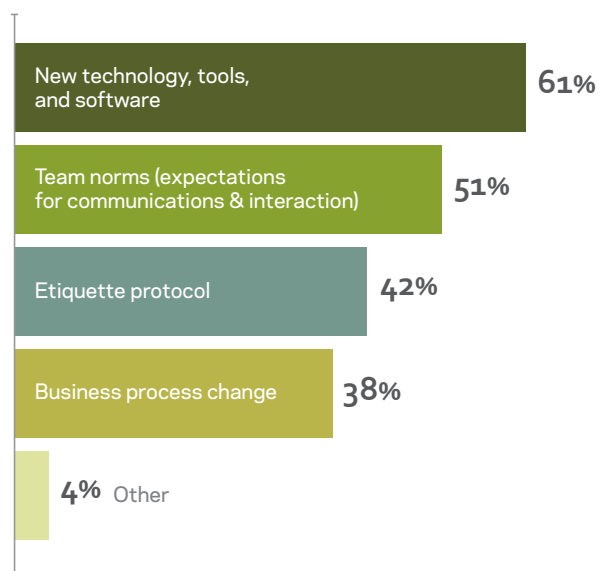 New technology, tools,
and software
61%
Team norms (expectations
for communications & interaction)
51%
Etiquette protocol
42%
Business process change
38%
4% Other